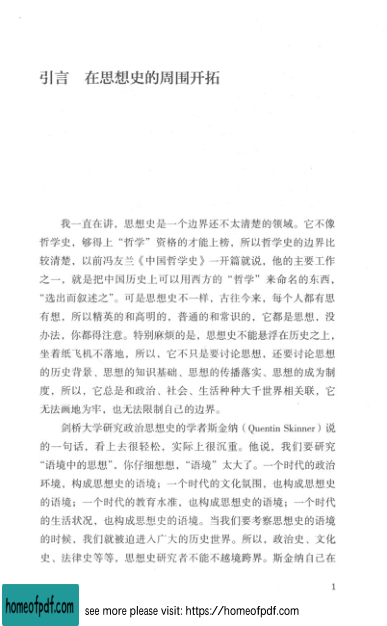 引言 在思想史的周围开拓
我一直在讲，思想史是一个边界还不太清楚的领域。它不像
哲学史，够得上“哲学”资格的才能上榜，所以哲学史的边界比
较清楚，以前冯友兰《中国哲学史》一开篇就说，他的主要工作
之一，就是把中国历史上可以用西方的“哲学”来命名的东西，
“选出而叙述之”。可是思想史不一样，古往今来，每个人都有思
有想，所以精英的和高明的，普通的和常识的，它都是思想，没
办法，你都得注意。特别麻烦的是，思想史不能悬浮在历史之上，
坐着纸飞机不落地，所以，它不只是要讨论思想，还要讨论思想
的历史背景、思想的知识基础、思想的传播落实、思想的成为制
度，所以，它总是和政治、社会、生活种种大千世界相关联，它
无法画地为牢，也无法限制自己的边界。
剑桥大学研究政治思想史的学者斯金纳（Quentin Skinner）说
的一句话，看上去很轻松，实际上很沉重。他说，我们要研究
“语境中的思想”，你仔细想想，“语境”太大了。一个时代的政治
环境，构成思想史的语境；一个时代的文化氛围，也构成思想史
的语境；一个时代的教育水准，也构成思想史的语境；一个时代
的生活状况，也构成思想史的语境。当我们要考察思想史的语境
的时候，我们就被迫进入广大的历史世界。所以，政治史、文化
史、法律史等等，思想史研究者不能不越境跨界。斯金纳自己在
1
homeofpdf.com
see more please visit: https://homeofpdf.com